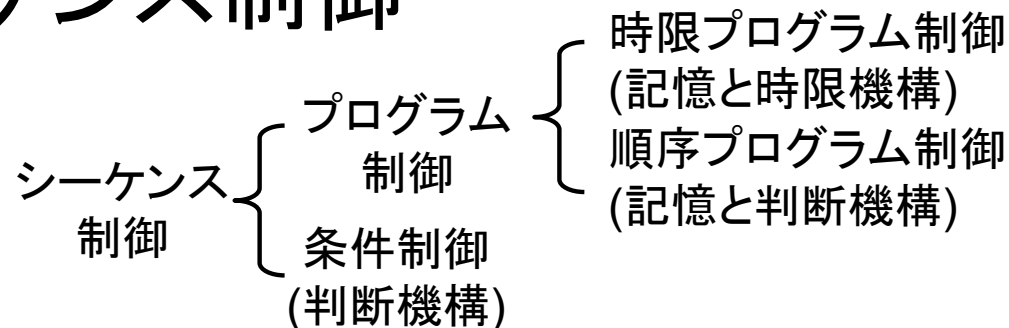 ケンス制御
シーケンス
制御
プログラム
制御
条件制御
(判断機構)
時限プログラム制御
(記憶と時限機構)
順序プログラム制御
(記憶と判断機構)